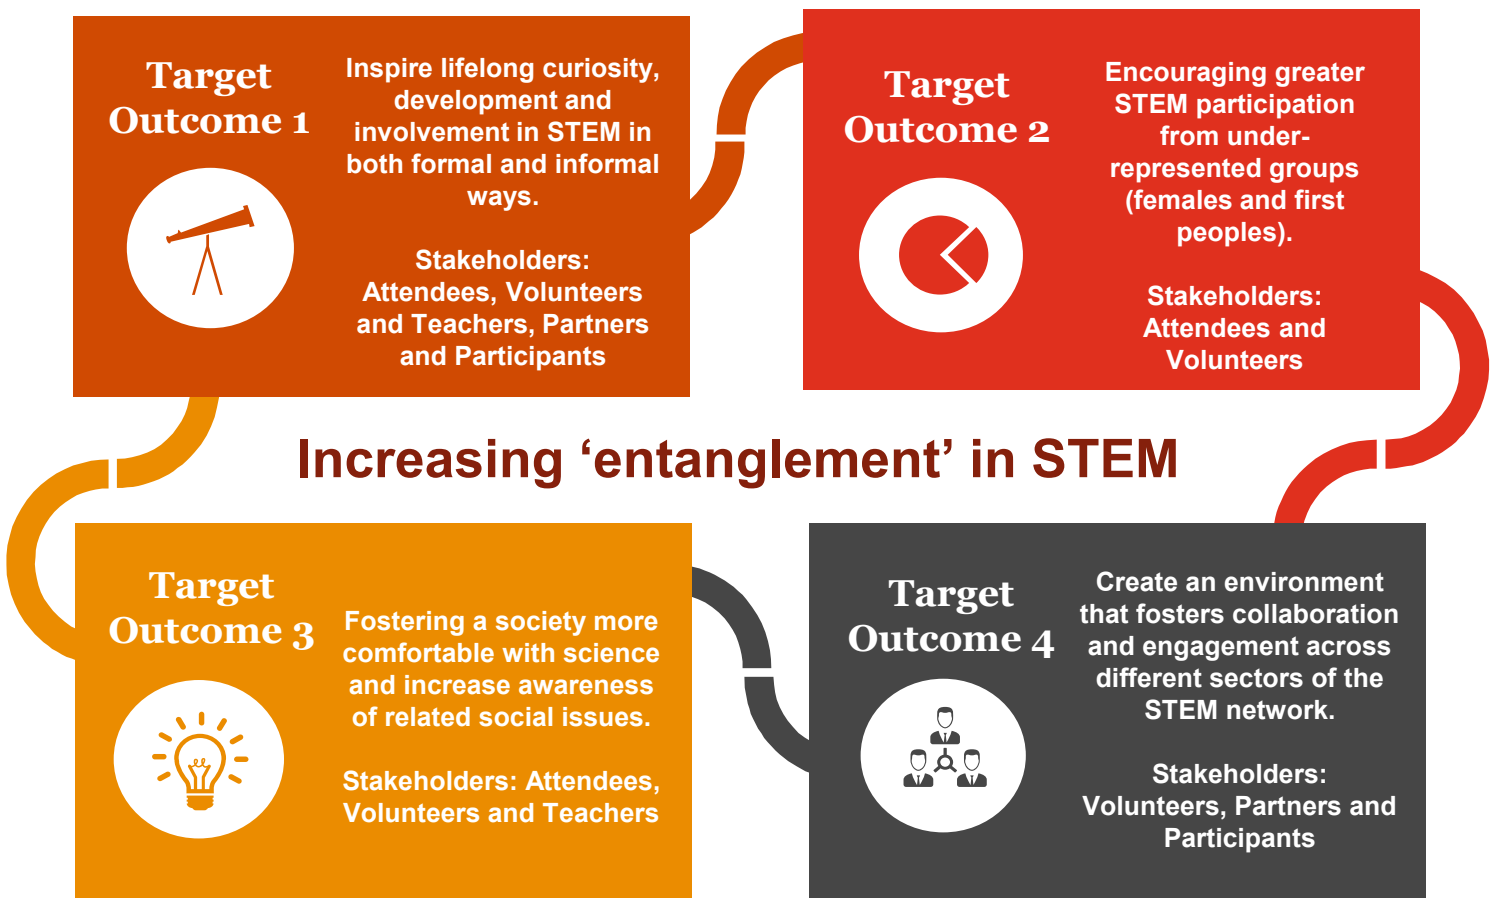 Target
Outcome 1
Inspire lifelong curiosity,
development and
involvement in STEM in
both formal and informal
ways.
Stakeholders:
Attendees, Volunteers
and Teachers, Partners
and Participants
Target
Outcome 2
Encouraging greater
STEM participation
from under-
represented groups
(females and first
peoples).
Stakeholders:
Attendees and
Volunteers
Increasing ‘entanglement’ in STEM
Target
Outcome 3
Fostering a society more
comfortable with science
and increase awareness
of related social issues.
Stakeholders: Attendees,
Volunteers and Teachers
Target
Outcome 4
Create an environment
that fosters collaboration
and engagement across
different sectors of the
STEM network.
Stakeholders:
Volunteers, Partners and
Participants